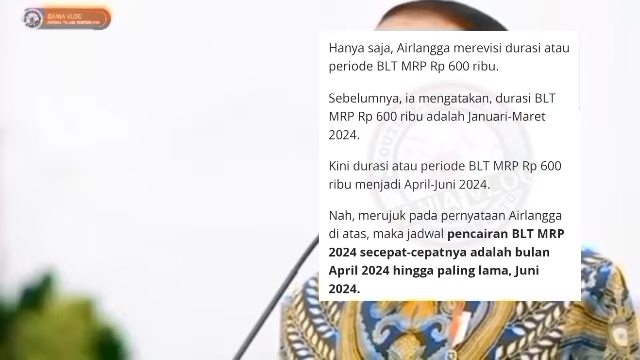 Hanya saja, Airlangga merevisi durasi atau
periode BLT MRP Rp 600 ribu.
Sebelumnya, ia mengatakan, durasi BLT
MRP Rp 600 ribu adalah Januari-Maret
2024.
Kini durasi atau periode BLT MRP Rp 600
ribu menjadi April-Juni 2024.
Nah, merujuk pada pernyataan Airlangga
di atas, maka jadwal pencairan BLT MRP
2024 secepat-cepatnya adalah bulan
April 2024 hingga paling lama, Juni
2024.